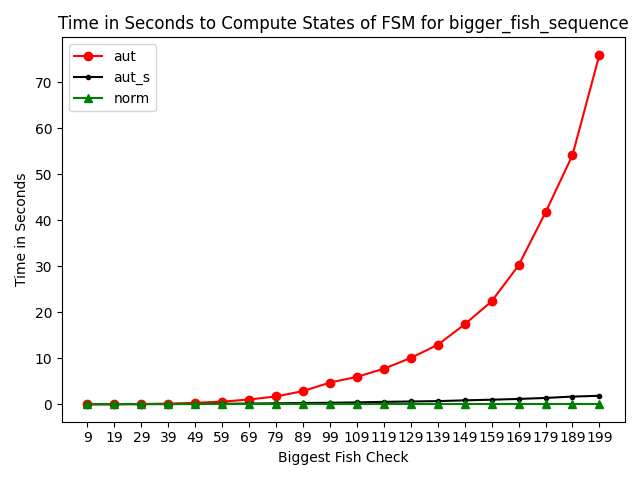 Time in Seconds to Compute States of FSM for bigger_fish_sequence
aut
aut_s
norm
Time in Seconds
70
60
50
40
30
20
10
0
9 19 29 39 49 59 69 79 89 99 109 119 129 139 149 159 169 179 189 199
Biggest Fish Check